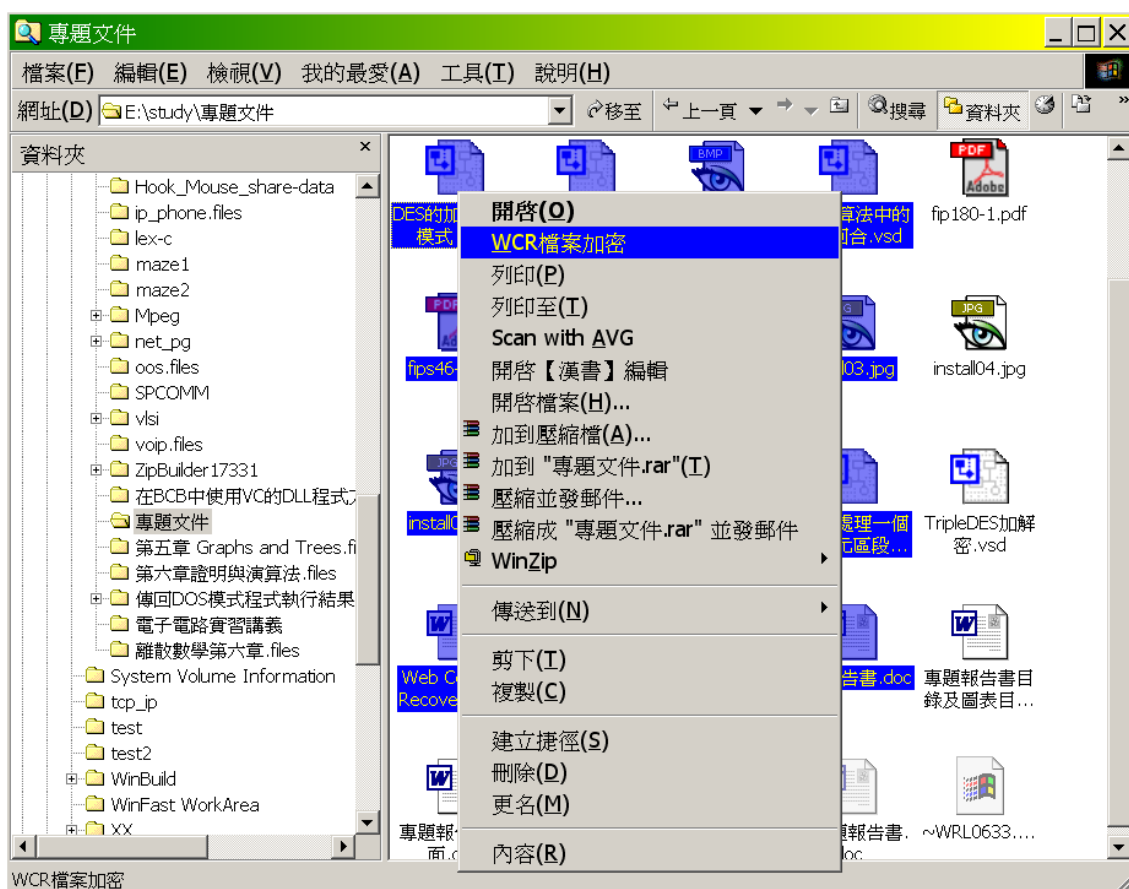 專題文件
檔案(F) 編輯(E) 檢視(V) 我的最愛(A) 工具(T) 說明(H)
網址(D) E:\study\專題文件 移至 上一頁 搜尋 資料夾 »
資料夾 ×
Hook_Mouse_share-data
ip_phone.files
lex-c
maze1
maze2
Mpeg
net_pg
oos.files
SPCOMM
vlsi
voip.files
ZipBuilder17331
在BCB中使用VC的DLL程式
專題文件
第五章 Graphs and Trees.fi
第六章證明與演算法.files
傳回DOS模式程式執行結果
電子電路實習講義
離散數學第六章.files
System Volume Information
tcp_ip
test
test2
WinBuild
WinFast WorkArea
XX
BMP
PDF
Adobe
DES的加
模式
算法中的
合.vsd
fip180-1.pdf
PDF
JPG
fips46-
03.jpg
install04.jpg
JPG
install
處理一個
元區段...
TripleDES加解
密.vsd
Web C
Recove
告書.doc
專題報告書目
錄及圖表目...
專題報
面.
報告書.
~WRL0633....
開啓(O)
WCR檔案加密
列印(P)
列印至(T)
Scan with AVG
開啓【漢書】編輯
開啓檔案(H)...
加到壓縮檔(A)...
加到 "專題文件.rar"(T)
壓縮並發郵件...
壓縮成 "專題文件.rar" 並發郵件
WinZip
傳送到(N)
剪下(T)
複製(C)
建立捷徑(S)
刪除(D)
更名(M)
內容(R)
WCR檔案加密